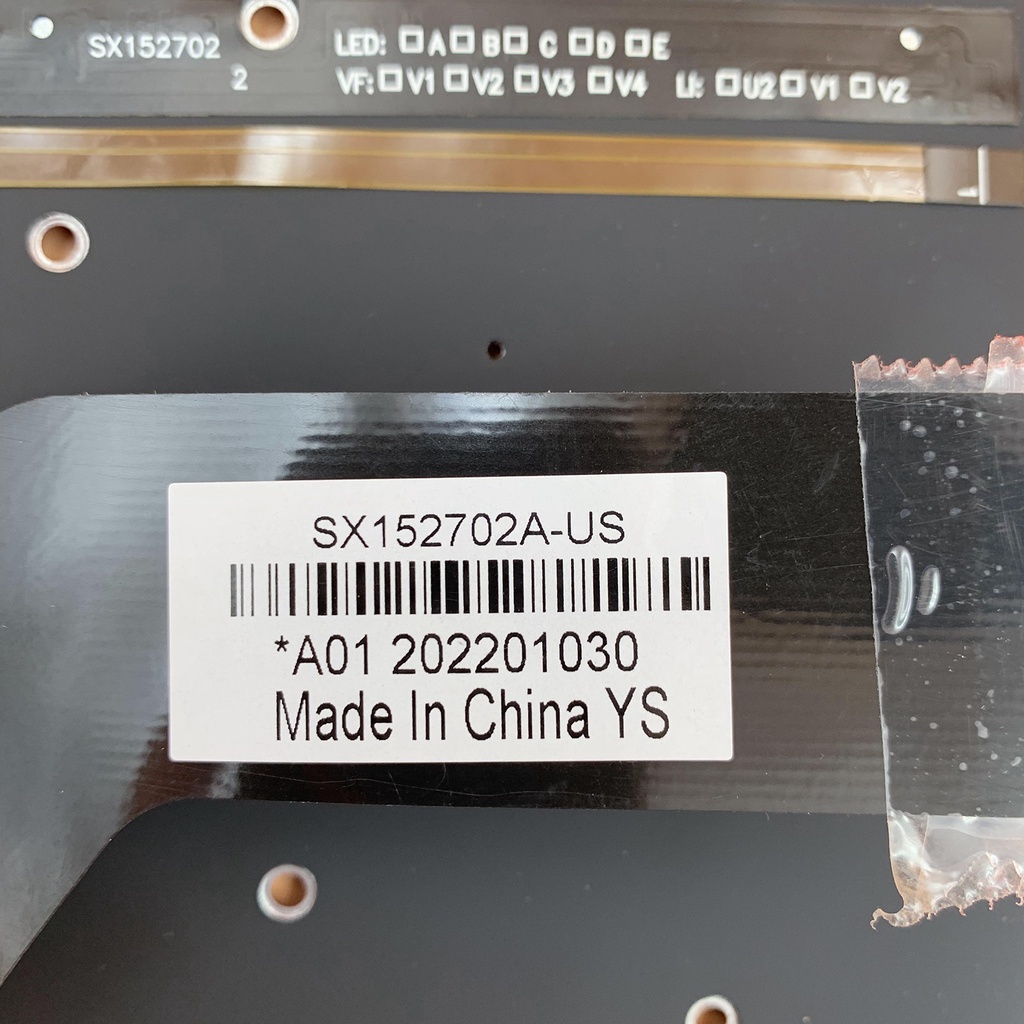 SX152702
2
LED: □A□ B□ C □D □E
VF:□V1 □V2 □V3 □V4 LI: □U2□V1 □V2
SX152702A-US
*A01 202201030
Made In China YS